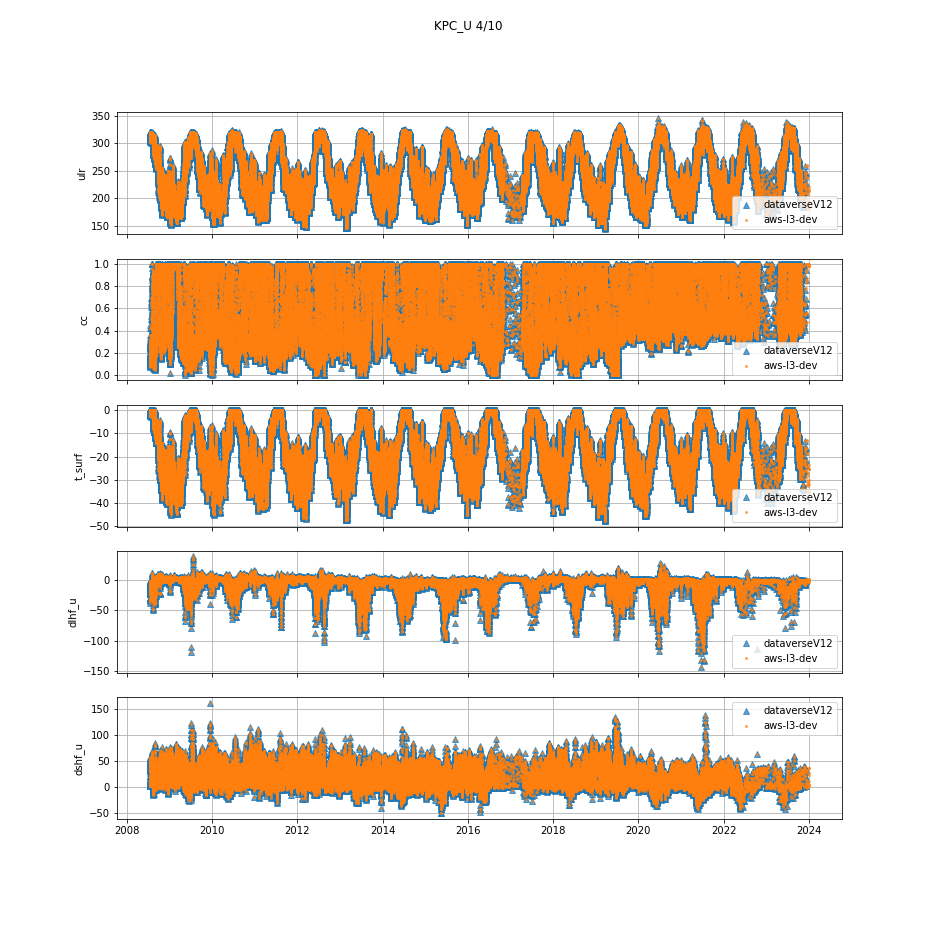 KPC_U 4/10
350
300
250
200
150
ulr
dataverseV12
aws-l3-dev
1.0
0.8
0.6
0.4
0.2
0.0
cc
dataverseV12
aws-l3-dev
0
−10
−20
−30
−40
−50
t_surf
dataverseV12
aws-l3-dev
0
−50
−100
−150
dlhf_u
dataverseV12
aws-l3-dev
150
100
50
0
−50
dshf_u
dataverseV12
aws-l3-dev
2008 2010 2012 2014 2016 2018 2020 2022 2024